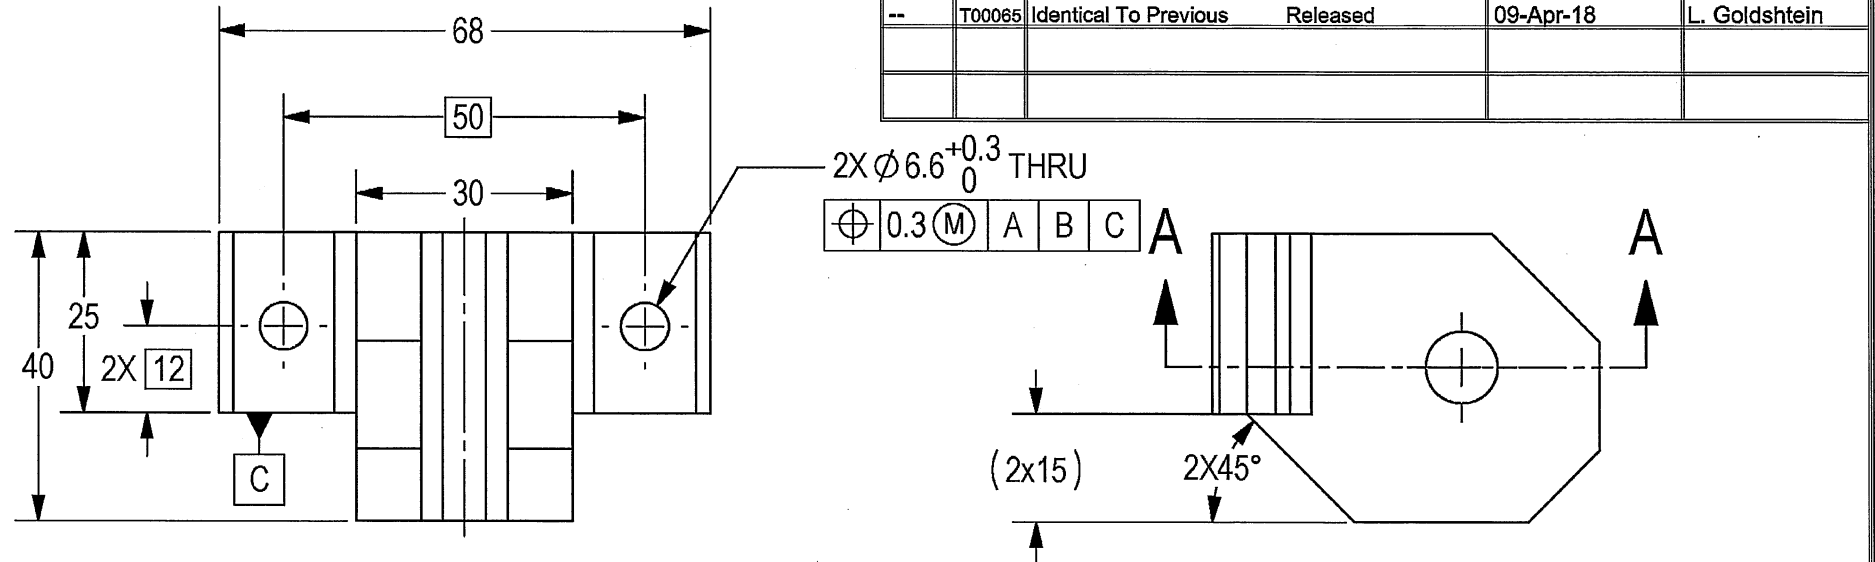 -- T00065 Identical To Previous Released 09-Apr-18 L. Goldshtein
68
50
30
2X ⌀6.6 +0.3 0 THRU
⌖ 0.3 Ⓜ A B C
A A
25
2X 12
40
C
(2x15)
2X45°